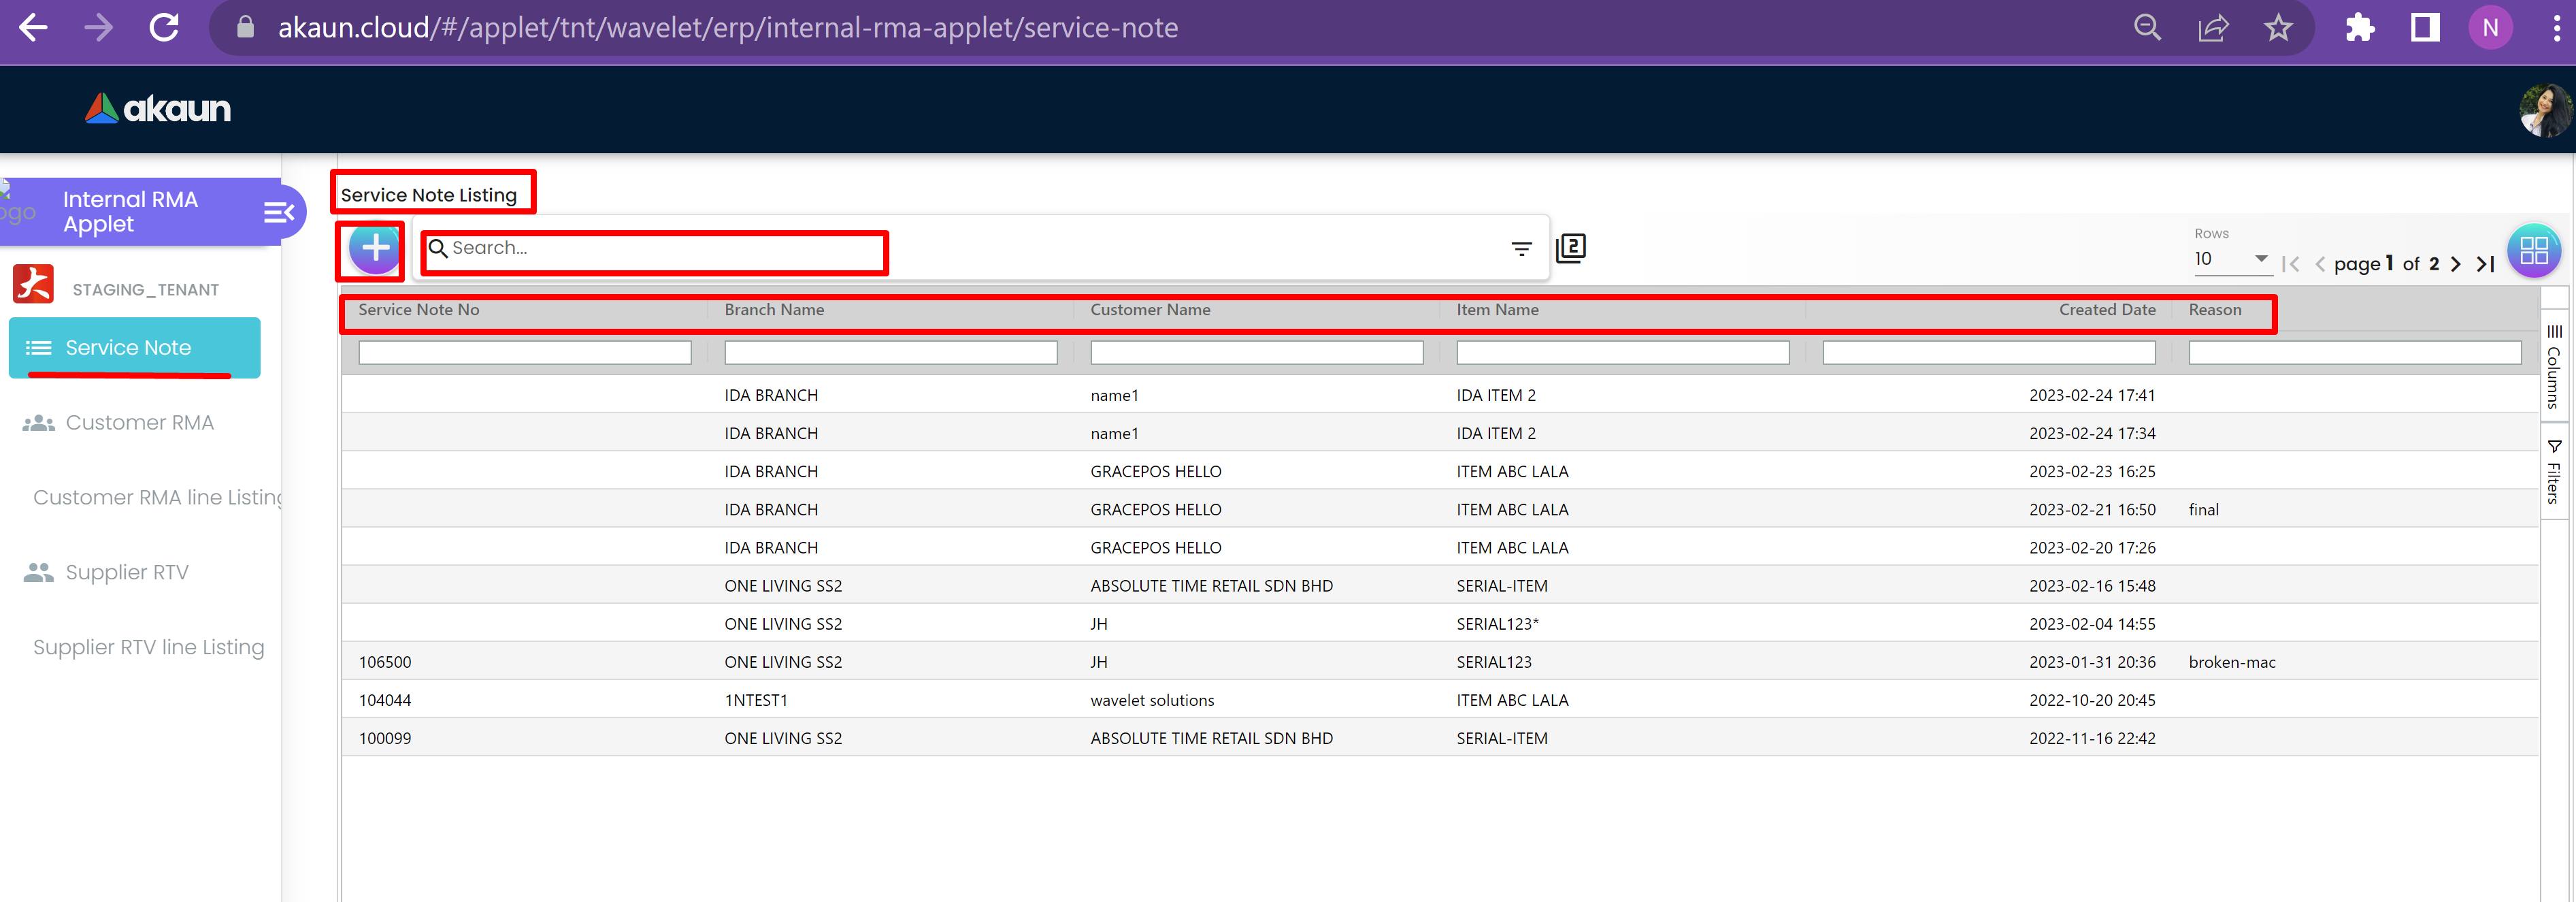 akaun.cloud/#/applet/tnt/wavelet/erp/internal-rma-applet/service-note
N
akaun
Internal RMA
Applet
ogo
STAGING_TENANT
Service Note
Customer RMA
Customer RMA line Listing
Supplier RTV
Supplier RTV line Listing
Service Note Listing
Search...
2
Rows
10
page 1 of 2
Service Note No Branch Name Customer Name Item Name Created Date Reason
IDA BRANCH name1 IDA ITEM 2 2023-02-24 17:41
IDA BRANCH name1 IDA ITEM 2 2023-02-24 17:34
IDA BRANCH GRACEPOS HELLO ITEM ABC LALA 2023-02-23 16:25
IDA BRANCH GRACEPOS HELLO ITEM ABC LALA 2023-02-21 16:50 final
IDA BRANCH GRACEPOS HELLO ITEM ABC LALA 2023-02-20 17:26
ONE LIVING SS2 ABSOLUTE TIME RETAIL SDN BHD SERIAL-ITEM 2023-02-16 15:48
ONE LIVING SS2 JH SERIAL123* 2023-02-04 14:55
106500 ONE LIVING SS2 JH SERIAL123 2023-01-31 20:36 broken-mac
104044 1NTEST1 wavelet solutions ITEM ABC LALA 2022-10-20 20:45
100099 ONE LIVING SS2 ABSOLUTE TIME RETAIL SDN BHD SERIAL-ITEM 2022-11-16 22:42
Columns
Filters